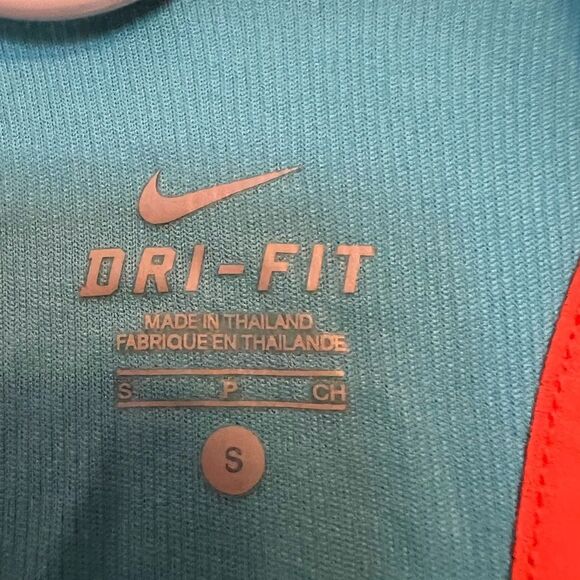 DRI-FIT
MADE IN THAILAND
FABRIQUE EN THAILANDE
S P CH
S